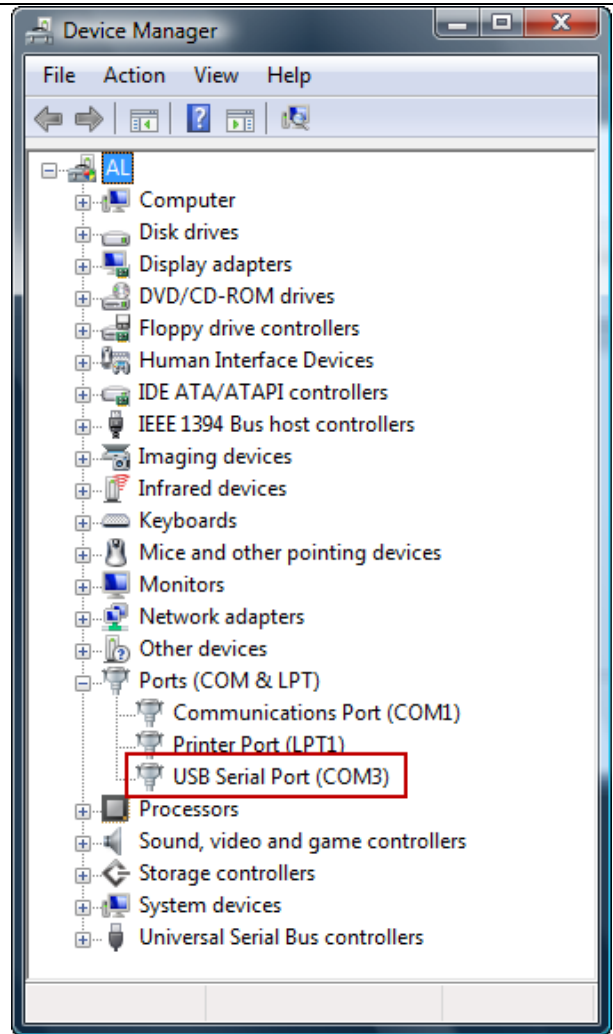 Device Manager
File Action View Help
AL
Computer
Disk drives
Display adapters
DVD/CD-ROM drives
Floppy drive controllers
Human Interface Devices
IDE ATA/ATAPI controllers
IEEE 1394 Bus host controllers
Imaging devices
Infrared devices
Keyboards
Mice and other pointing devices
Monitors
Network adapters
Other devices
Ports (COM & LPT)
Communications Port (COM1)
Printer Port (LPT1)
USB Serial Port (COM3)
Processors
Sound, video and game controllers
Storage controllers
System devices
Universal Serial Bus controllers